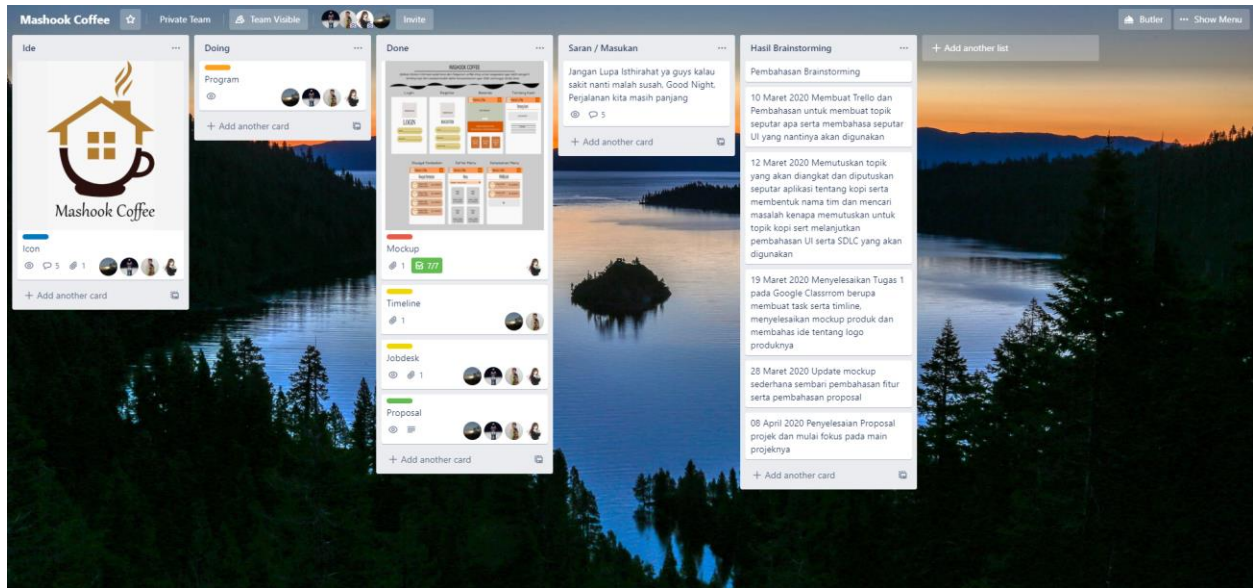 Mashook Coffee
Private Team
Team Visible
Invite
Butler
Show Menu
Ide
Mashook Coffee
Icon
5
1
+ Add another card
Doing
Program
+ Add another card
Done
MASHOOK COFFEE
Login
Register
Beranda
Tentang Kami
LOGIN
Mockup
1
7/7
Timeline
1
Jobdesk
1
Proposal
+ Add another card
Saran / Masukan
Jangan Lupa Isthirahat ya guys kalau
sakit nanti malah susah, Good Night,
Perjalanan kita masih panjang
5
+ Add another card
Hasil Brainstorming
Pembahasan Brainstorming
10 Maret 2020 Membuat Trello dan
Pembahasan untuk membuat topik
seputar apa serta membahasa seputar
UI yang nantinya akan digunakan
12 Maret 2020 Memutuskan topik
yang akan diangkat dan diputuskan
seputar aplikasi tentang kopi serta
membentuk nama tim dan mencari
masalah kenapa memutuskan untuk
topik kopi sert melanjutkan
pembahasan UI serta SDLC yang akan
digunakan
19 Maret 2020 Menyelesaikan Tugas 1
pada Google Classrrom berupa
membuat task serta timline,
menyelesaikan mockup produk dan
membahas ide tentang logo
produknya
28 Maret 2020 Update mockup
sederhana sembari pembahasan fitur
serta pembahasan proposal
08 April 2020 Penyelesaian Proposal
projek dan mulai fokus pada main
projeknya
+ Add another card
+ Add another list